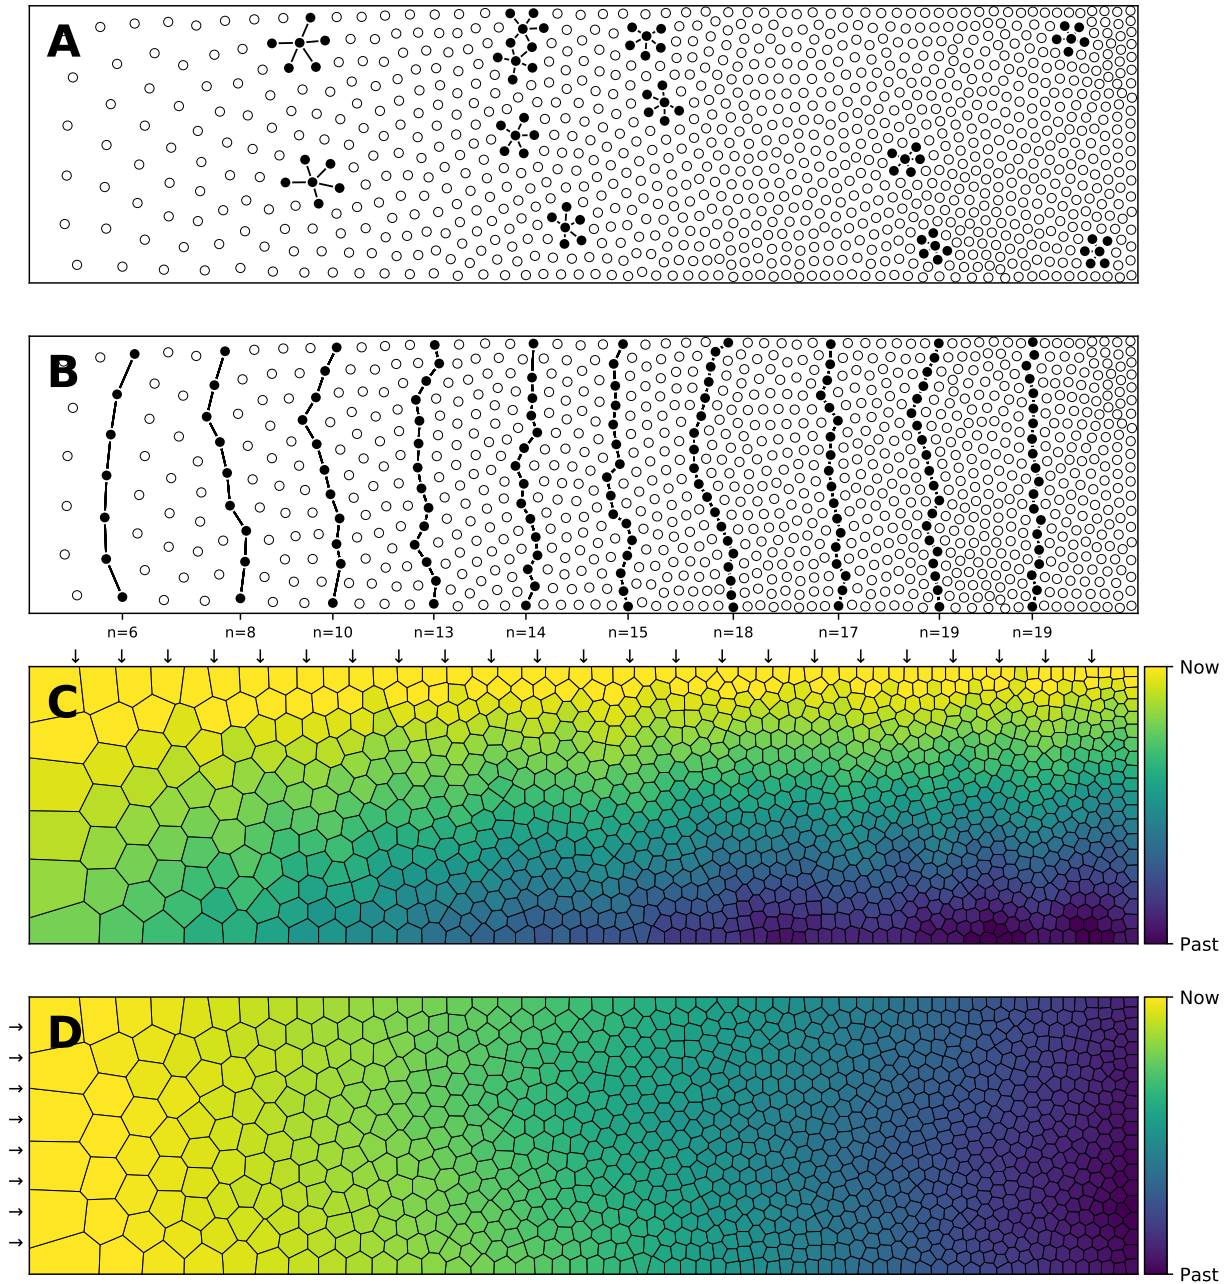 A
B
n=6 n=8 n=10 n=13 n=14 n=15 n=18 n=17 n=19 n=19
↓ ↓ ↓ ↓ ↓ ↓ ↓ ↓ ↓ ↓ ↓ ↓ ↓ ↓ ↓ ↓ ↓ ↓ ↓ ↓ ↓ ↓ ↓
C
Now
Past
D
Now
→
→
→
→
→
→
→
→
Past